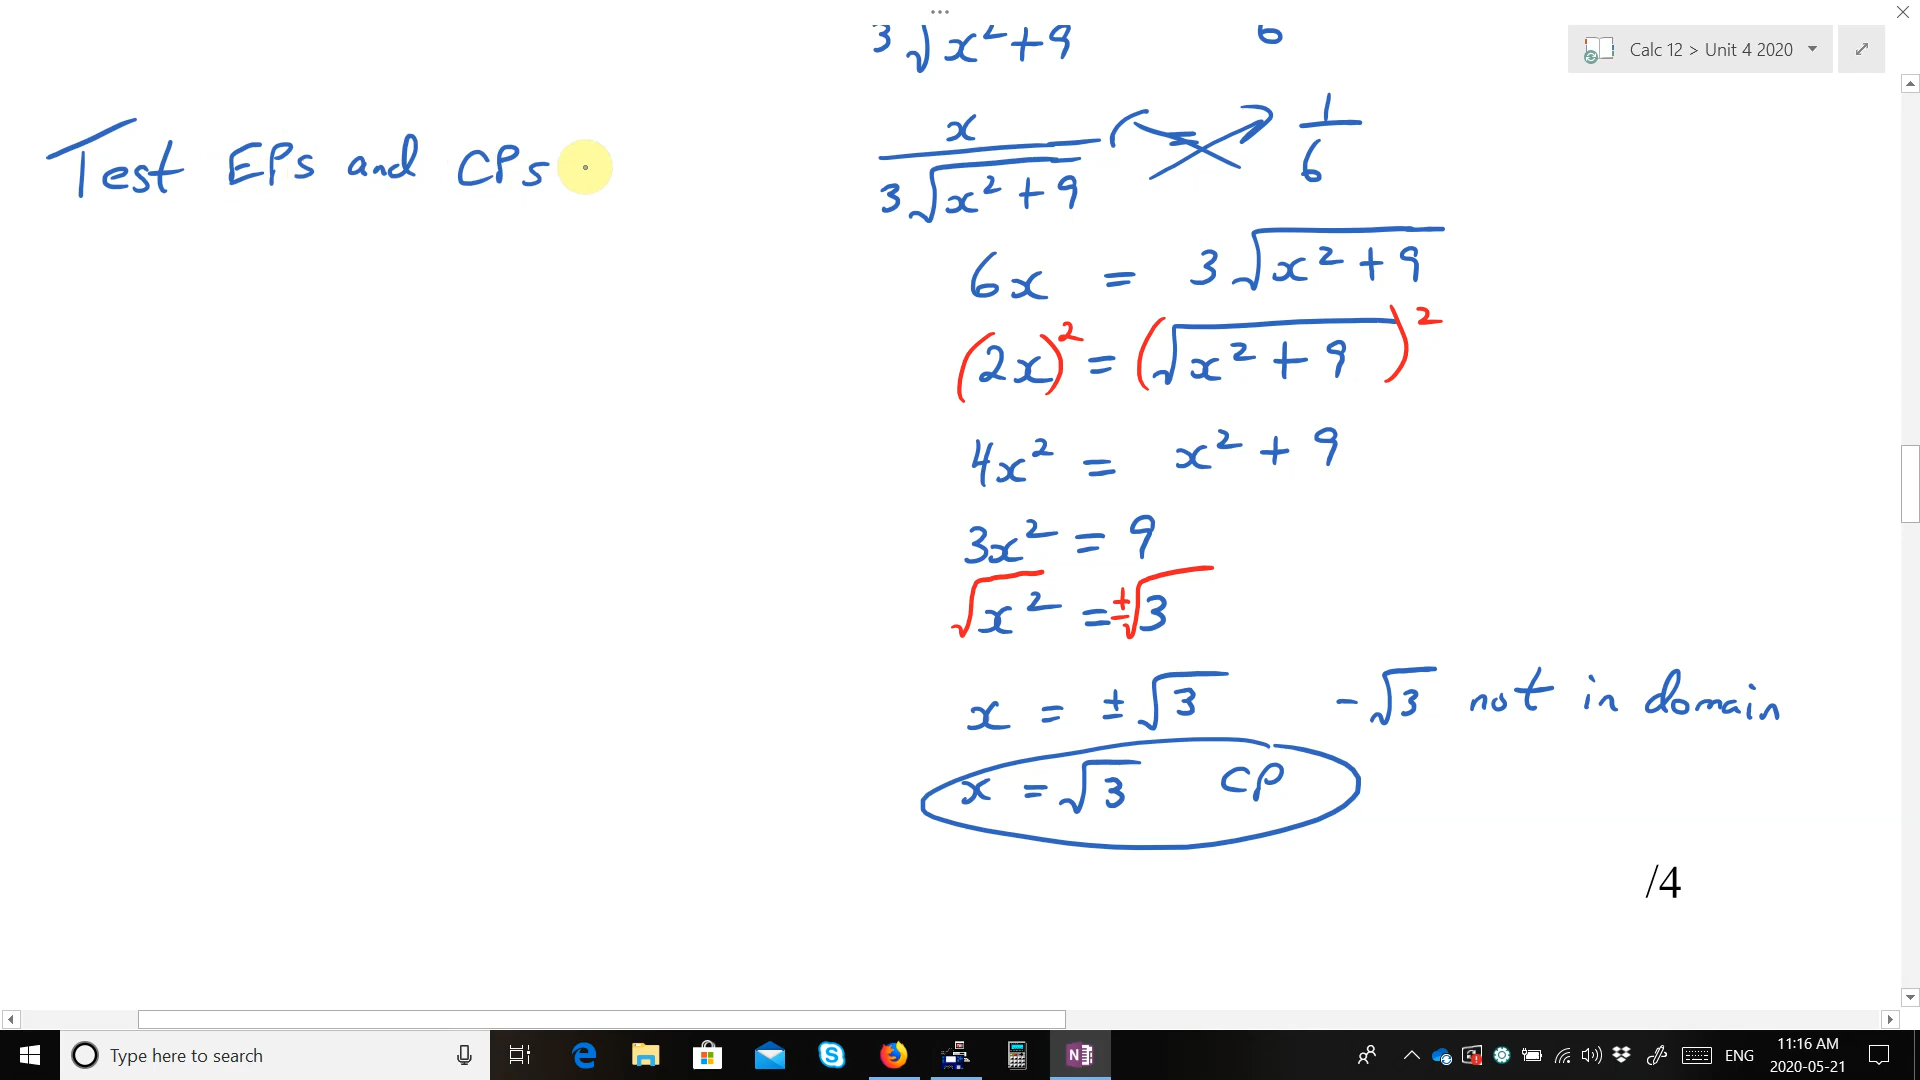 3√x²+9 6
Calc 12 > Unit 4 2020
Test EPs and CPs
x / 3√x²+9 = 1 / 6
6x = 3√x²+9
(2x)² = (√x²+9)²
4x² = x²+9
3x² = 9
√x² = ±√3
x = ±√3 -√3 not in domain
x = √3 CP
/4
Type here to search
ENG
11:16 AM
2020-05-21